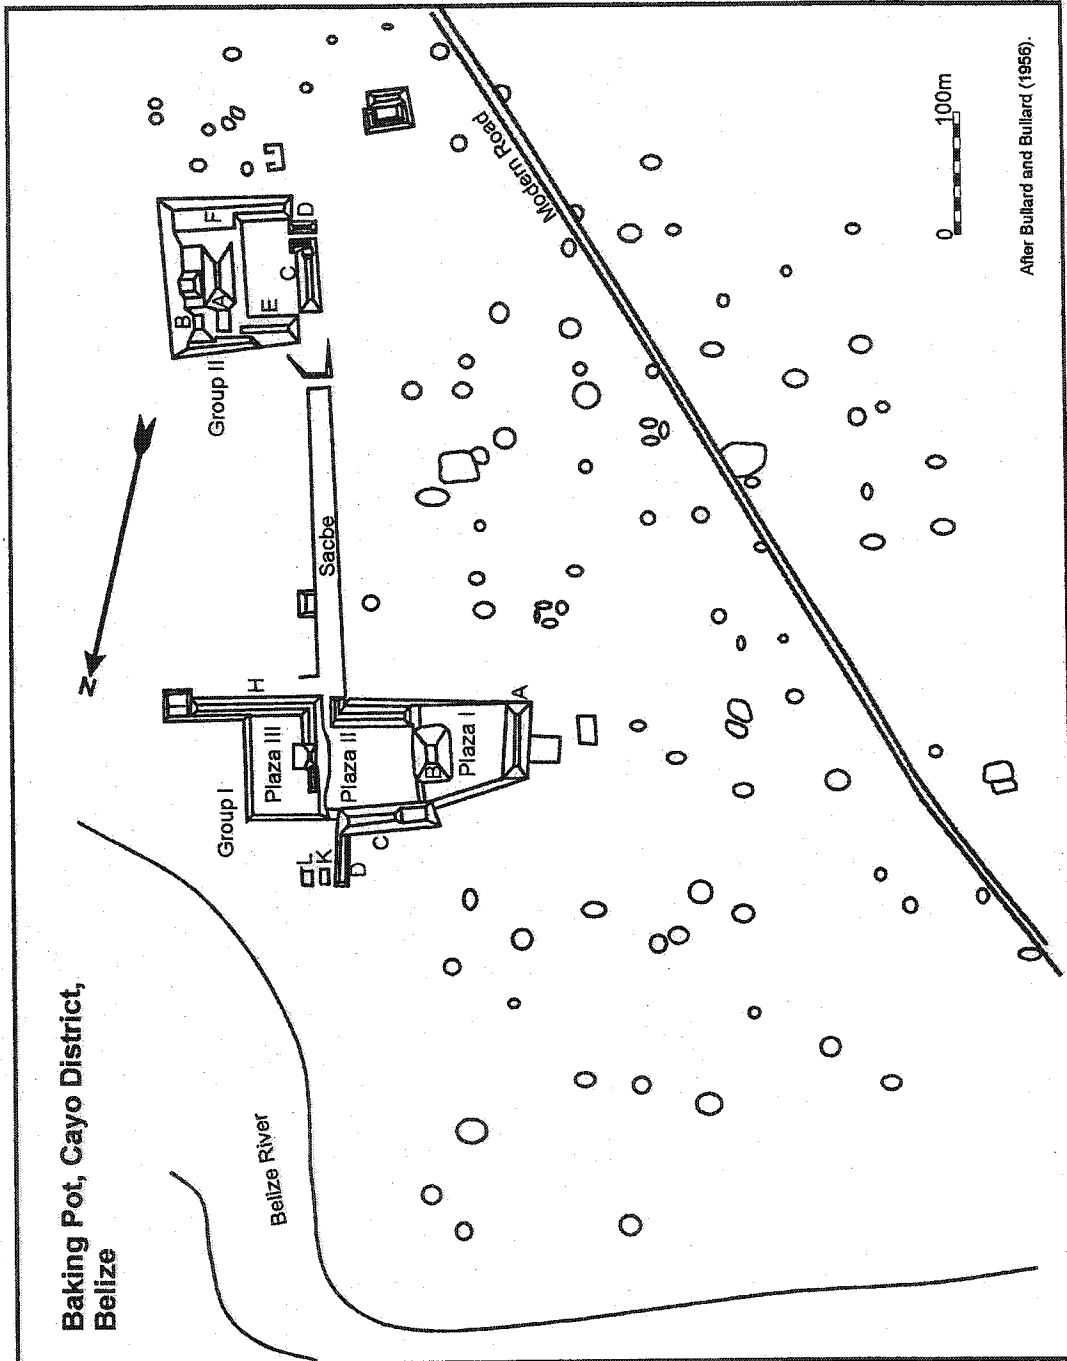 Baking Pot, Cayo District,
Belize
Belize River
N
Group I
Plaza III
Plaza II
Plaza I
H
I
A
B
C
D
K
L
Sacbe
Group II
A
B
C
D
E
F
Modern Road
0
100m
After Bullard and Bullard (1956).